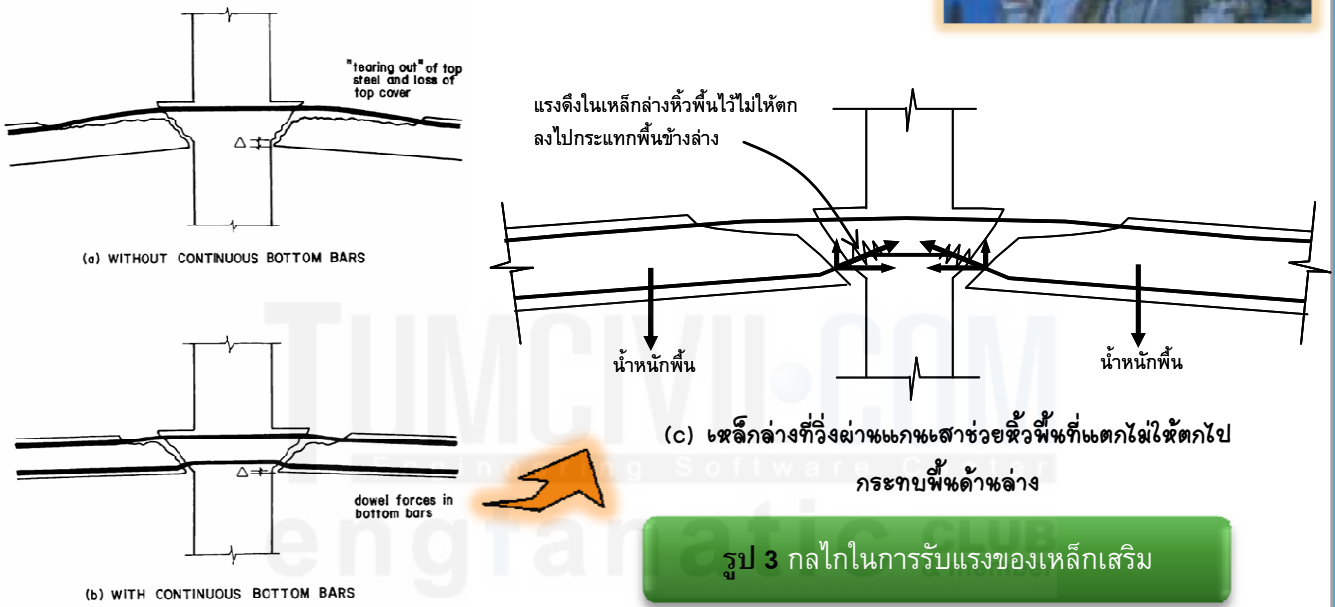 "tearing out" of top
steel and loss of
top cover
Δ
(a) WITHOUT CONTINUOUS BOTTOM BARS
Δ
dowel forces in
bottom bars
(b) WITH CONTINUOUS BOTTOM BARS
แรงดึงในเหล็กล่างหิ้วพื้นไว้ไม่ให้ตก
ลงไปกระแทกพื้นข้างล่าง
น้ำหนักพื้น
น้ำหนักพื้น
(c) เหล็กล่างที่วิ่งผ่านแกนเสาช่วยหิ้วพื้นที่แตกไม่ให้ตกไป
กระทบพื้นด้านล่าง
รูป 3 กลไกในการรับแรงของเหล็กเสริม
TUMCIVIL.COM
Engineering Software Center
engfanatic CLUB